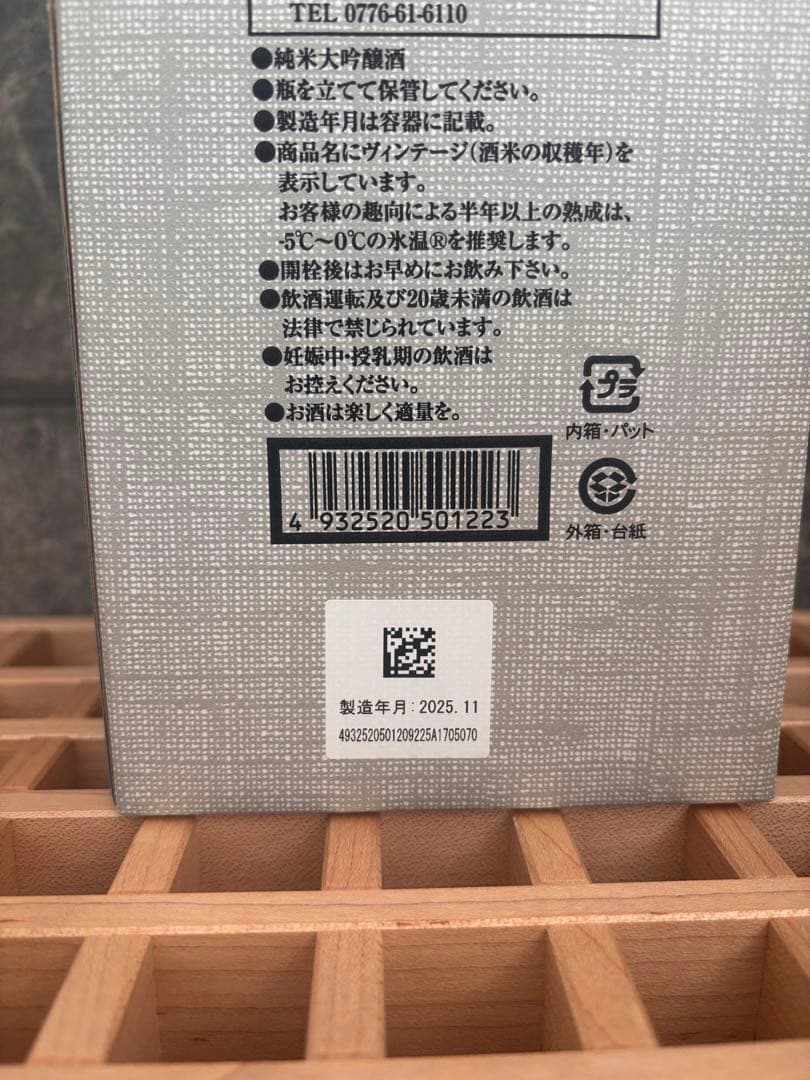 TEL 0776-61-6110
●純米大吟醸酒
●瓶を立てて保管してください。
●製造年月は容器に記載。
●商品名にヴィンテージ(酒米の収穫年)を
表示しています。
お客様の趣向による半年以上の熟成は、
-5℃～0℃の氷温®を推奨します。
●開栓後はお早めにお飲み下さい。
●飲酒運転及び20歳未満の飲酒は
法律で禁じられています。
●妊娠中・授乳期の飲酒は
お控えください。
●お酒は楽しく適量を。
プラ
内箱・パット
外箱・台紙
4 932520 501223
製造年月:2025.11
4932520501209225A1705070